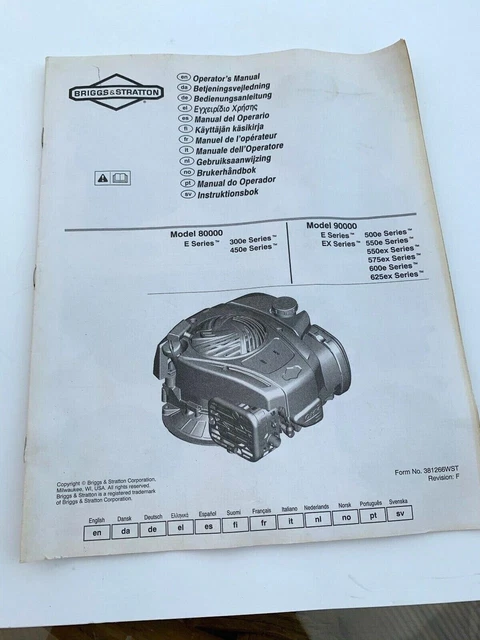 BRIGGS & STRATTON
en Operator's Manual
da Betjeningsvejledning
de Bedienungsanleitung
el Εγχειρίδιο Χρήσης
es Manual del Operario
fi Käyttäjän käsikirja
fr Manuel de l'opérateur
it Manuale dell'Operatore
nl Gebruiksaanwijzing
no Brukerhåndbok
pt Manual do Operador
sv Instruktionsbok
Model 80000
E Series™ 300e Series™
450e Series™
Model 90000
E Series™ 500e Series™
EX Series™ 550e Series™
550ex Series™
575ex Series™
600e Series™
625ex Series™
Form No. 381266WST
Revision: F
Copyright © Briggs & Stratton Corporation,
Milwaukee, WI, USA. All rights reserved.
Briggs & Stratton is a registered trademark
of Briggs & Stratton Corporation
English Dansk Deutsch Ελληνικά Español Suomi Français Italiano Nederlands Norsk Português Svenska
en da de el es fi fr it nl no pt sv